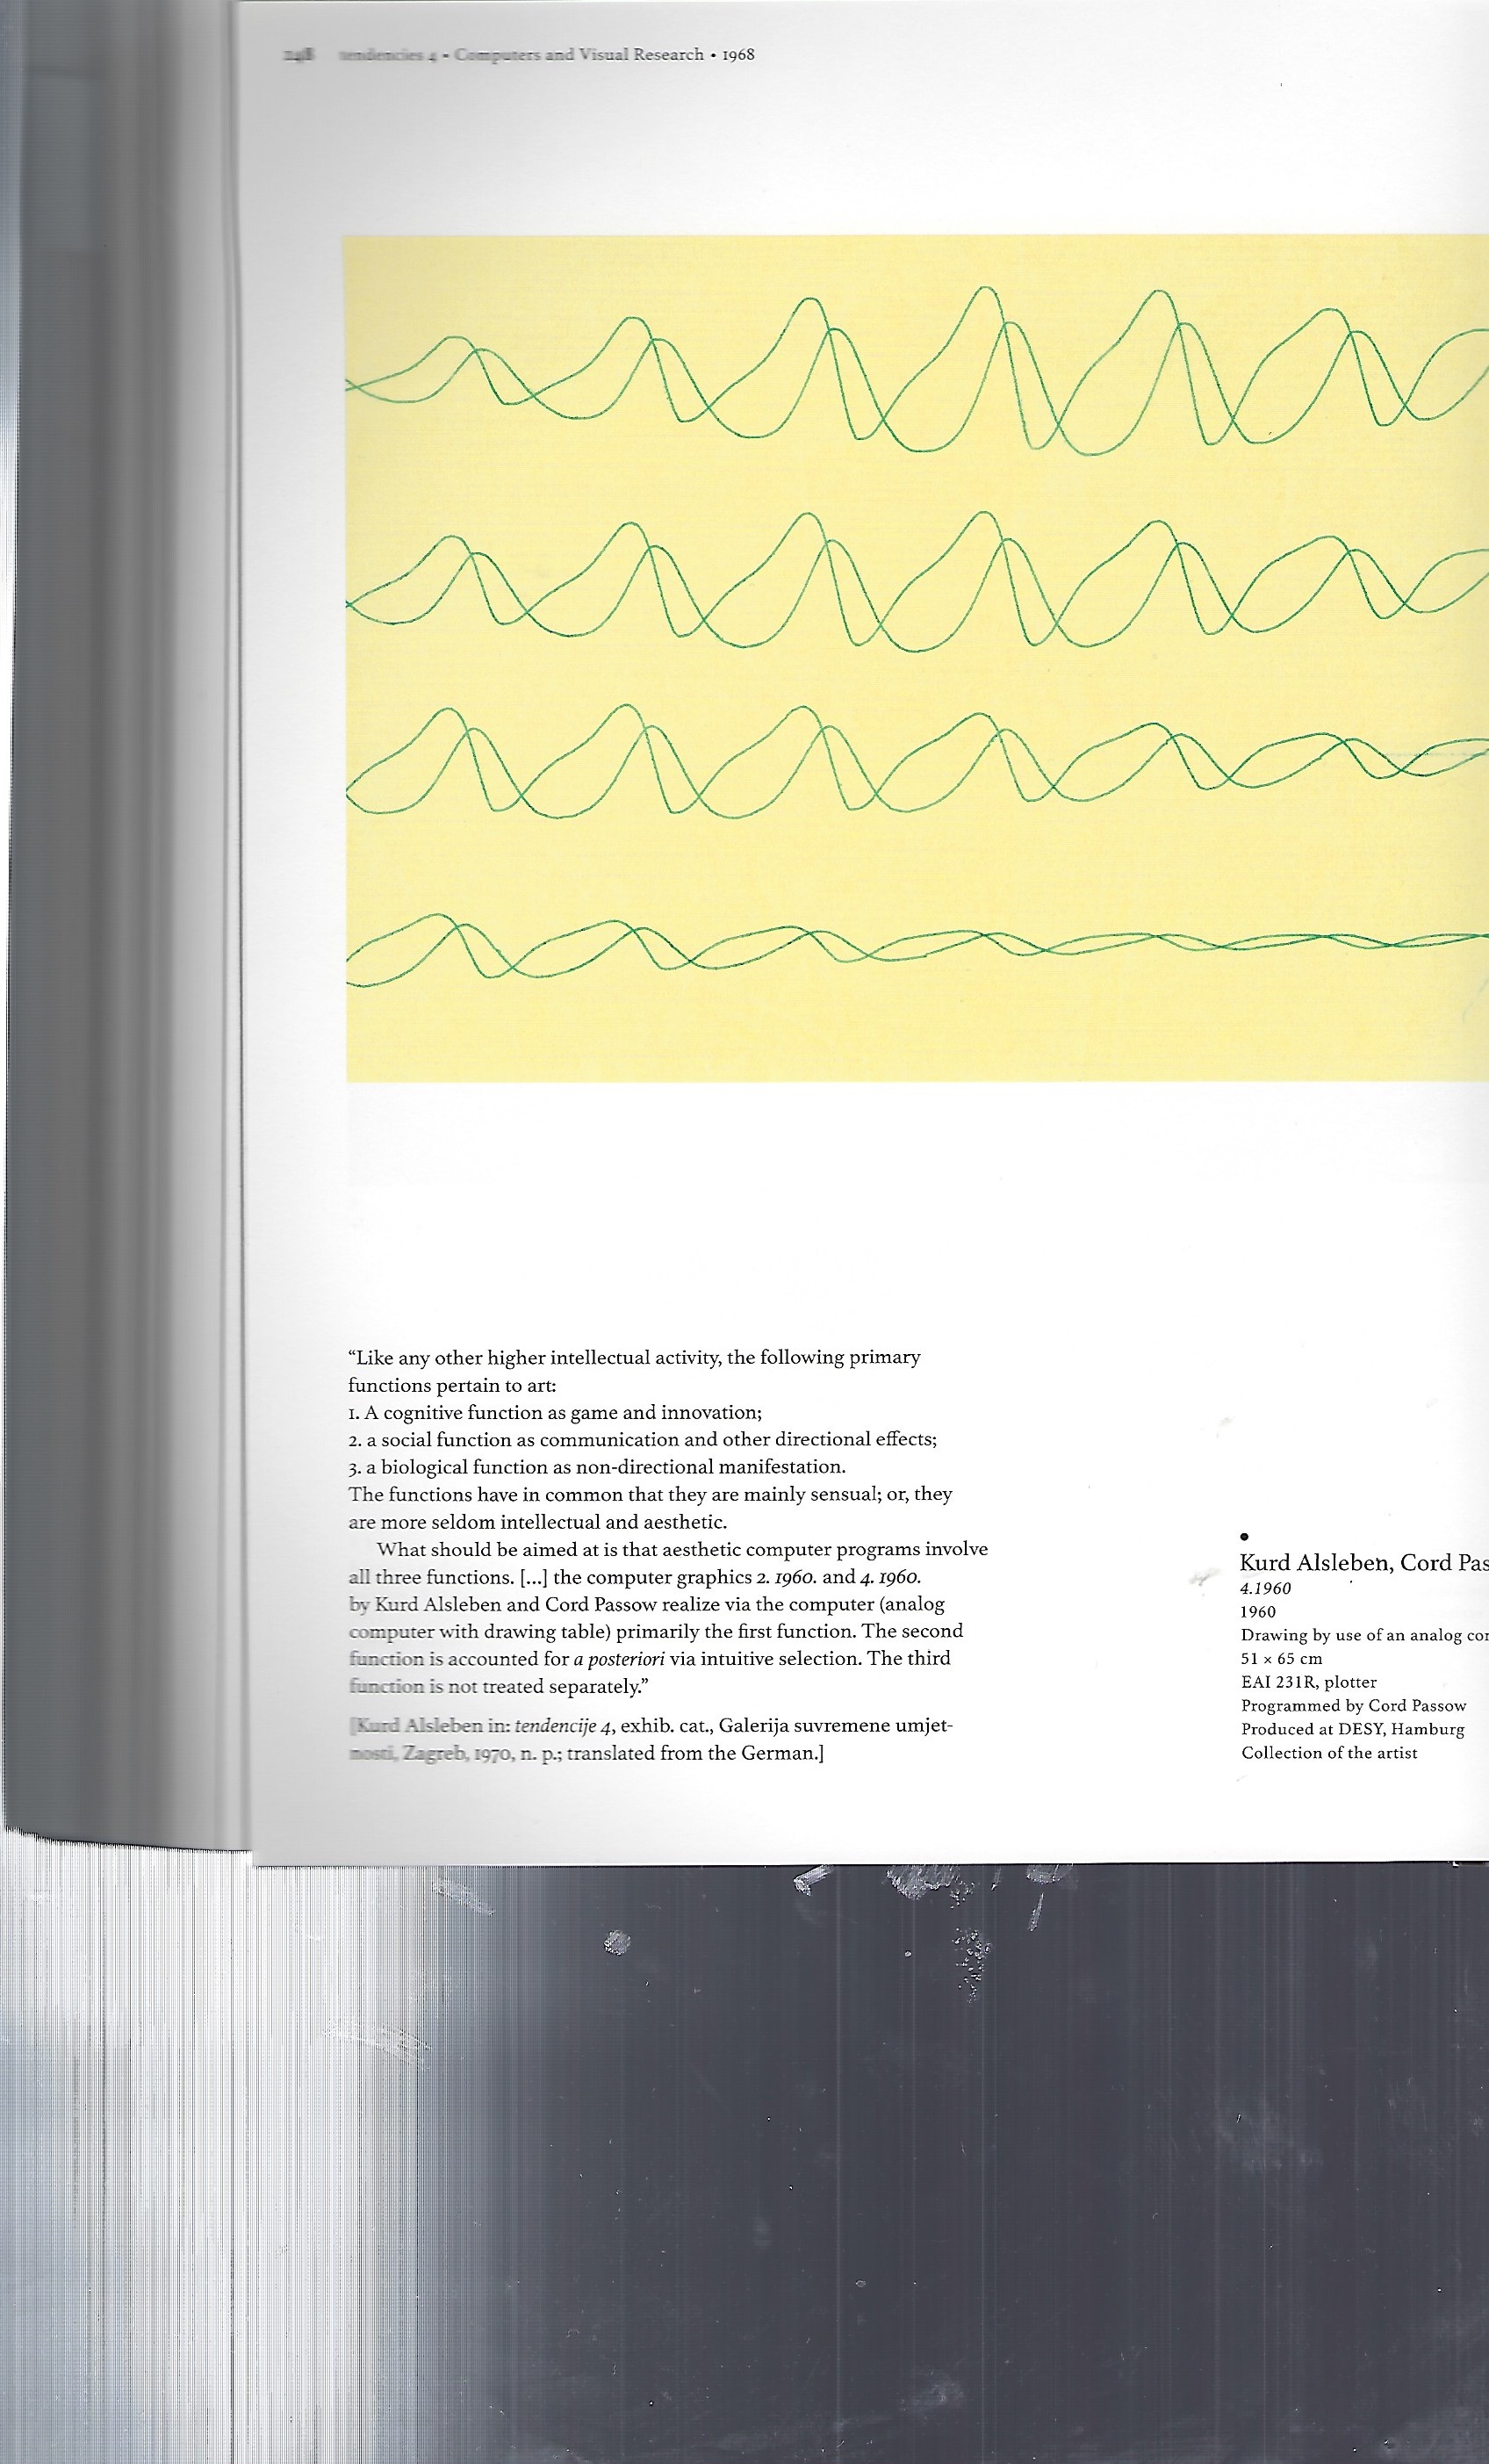 248 tendencies 4 • Computers and Visual Research • 1968
“Like any other higher intellectual activity, the following primary
functions pertain to art:
1. A cognitive function as game and innovation;
2. a social function as communication and other directional effects;
3. a biological function as non-directional manifestation.
The functions have in common that they are mainly sensual; or, they
are more seldom intellectual and aesthetic.
What should be aimed at is that aesthetic computer programs involve
all three functions. [...] the computer graphics 2. 1960. and 4. 1960.
by Kurd Alsleben and Cord Passow realize via the computer (analog
computer with drawing table) primarily the first function. The second
function is accounted for a posteriori via intuitive selection. The third
function is not treated separately.”
[Kurd Alsleben in: tendencije 4, exhib. cat., Galerija suvremene umjet-
nosti, Zagreb, 1970, n. p.; translated from the German.]
•
Kurd Alsleben, Cord Pas
4.1960
1960
Drawing by use of an analog co
51 × 65 cm
EAI 231R, plotter
Programmed by Cord Passow
Produced at DESY, Hamburg
Collection of the artist